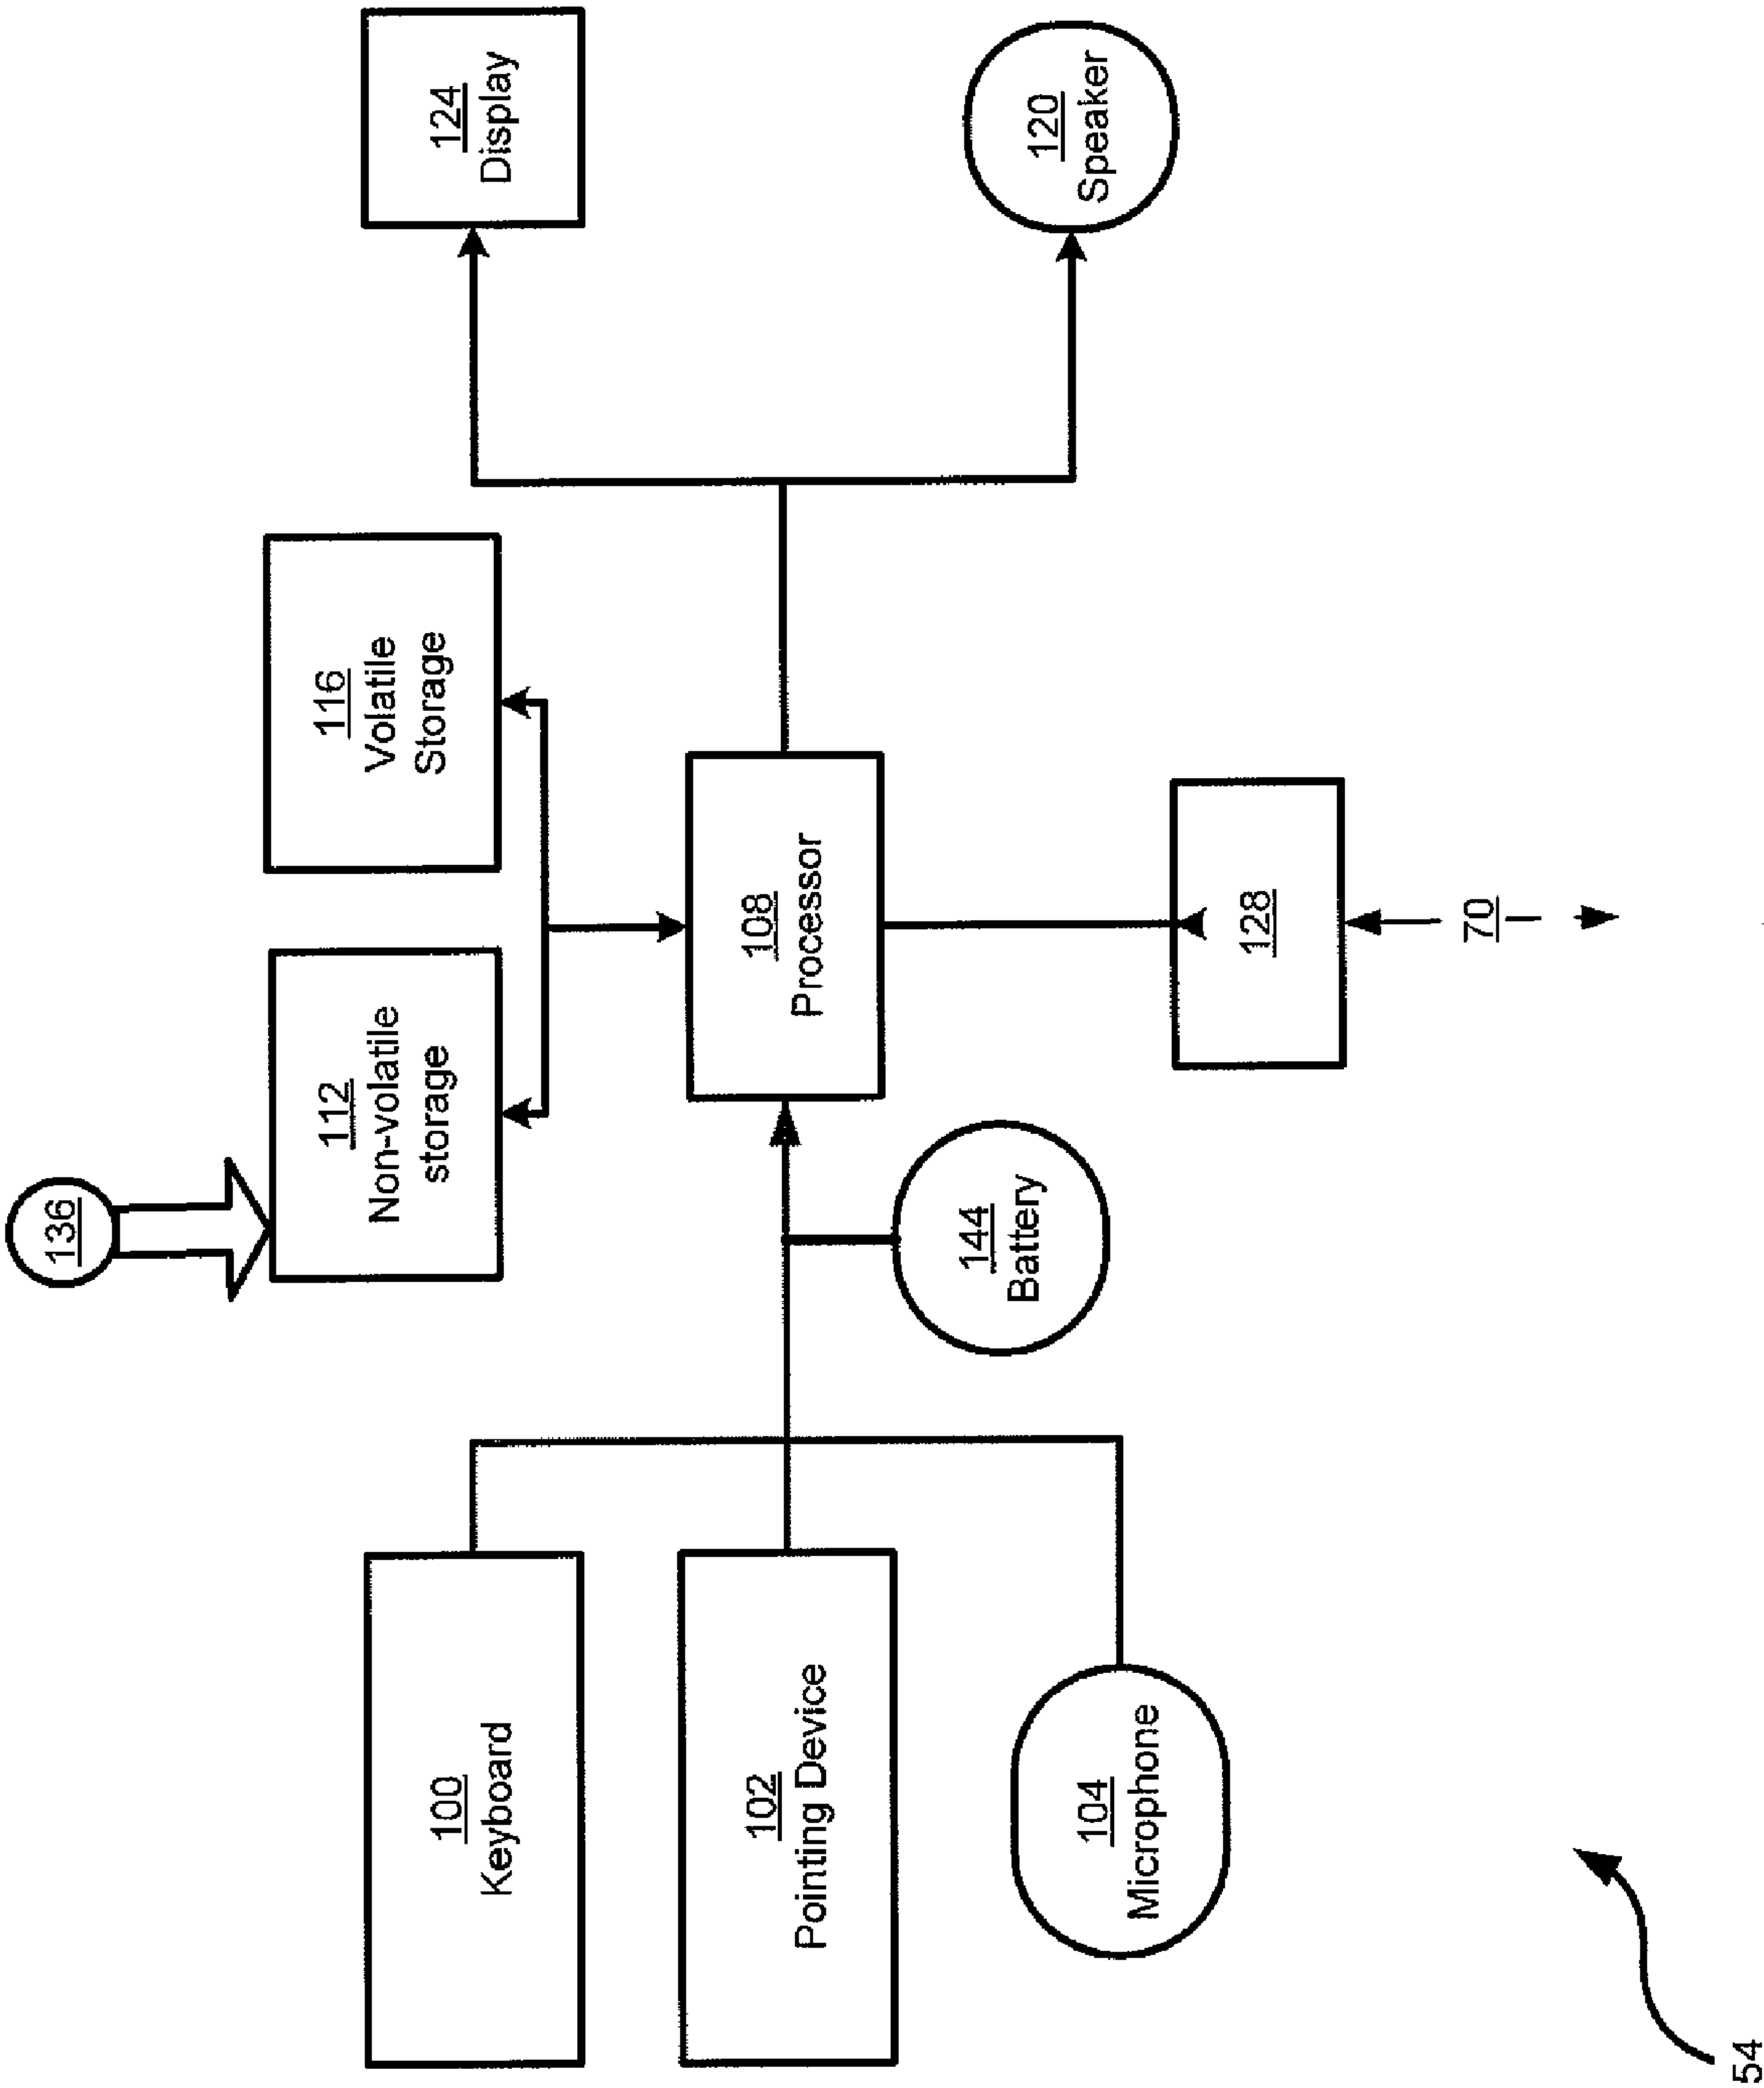 136
112
Non-volatile
storage
116
Volatile
Storage
124
Display
100
Keyboard
102
Pointing Device
104
Microphone
144
Battery
108
Processor
120
Speaker
128
70
54